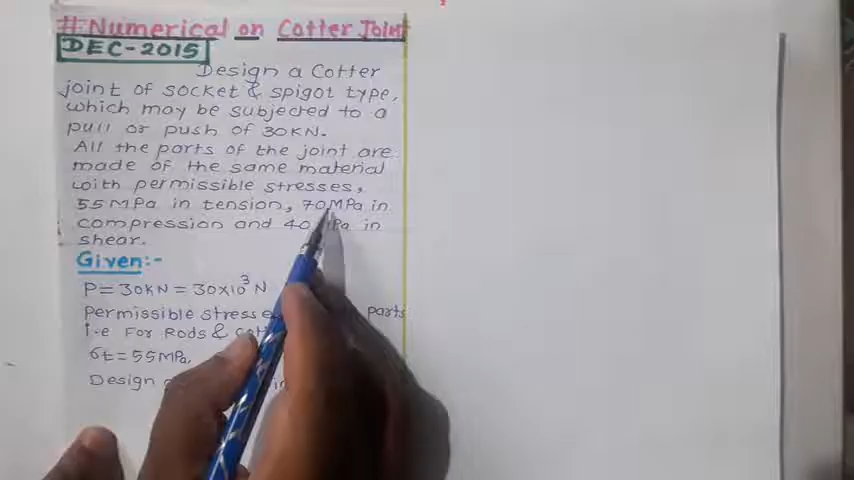 # Numerical on Cotter Joint
DEC-2015
Design a Cotter
joint of socket & spigot type,
which may be subjected to a
pull or push of 30KN.
All the parts of the joint are
made of the same material
with permissible stresses,
55MPa in tension, 70MPa in
compression and 40 Pa in
shear.
Given:-
P = 30KN = 30x10³ N
Permissible stresse parts
i.e For Rods &
σt = 55MPa,
Design